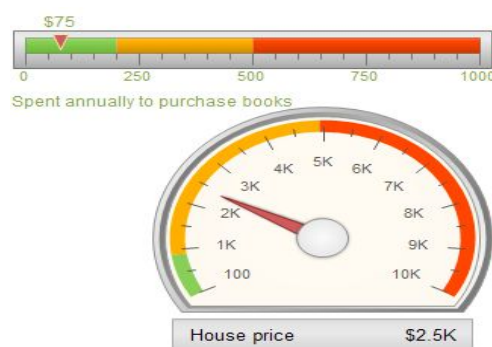 $75
0 250 500 750 1000
Spent annually to purchase books
100 1K 2K 3K 4K 5K 6K 7K 8K 9K 10K
House price $2.5K